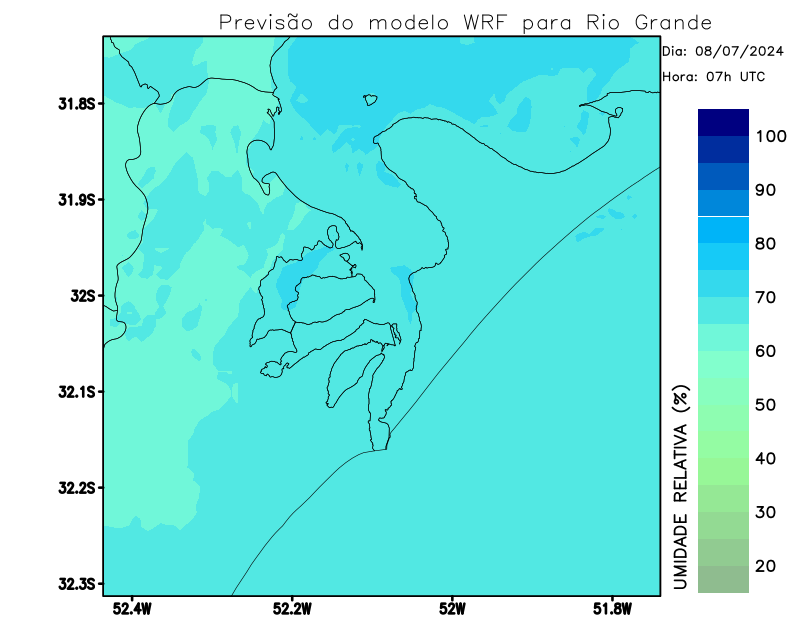 Previsão do modelo WRF para Rio Grande
Dia: 08/07/2024
Hora: 07h UTC
31.8S
31.9S
32S
32.1S
32.2S
32.3S
52.4W
52.2W
52W
51.8W
100
90
80
70
60
50
40
30
20
UMIDADE RELATIVA (%)